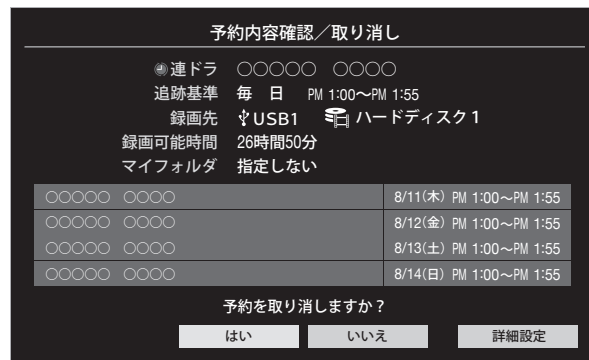 予約内容確認／取り消し
連ドラ ○○○○○ ○○○○
追跡基準 毎 日 PM 1:00～PM 1:55
録画先 USB1 ハードディスク1
録画可能時間 26時間50分
マイフォルダ 指定しない
○○○○○ ○○○○ 8/11(木) PM 1:00～PM 1:55
○○○○○ ○○○○ 8/12(金) PM 1:00～PM 1:55
○○○○○ ○○○○ 8/13(土) PM 1:00～PM 1:55
○○○○○ ○○○○ 8/14(日) PM 1:00～PM 1:55
予約を取り消しますか？
はい いいえ 詳細設定